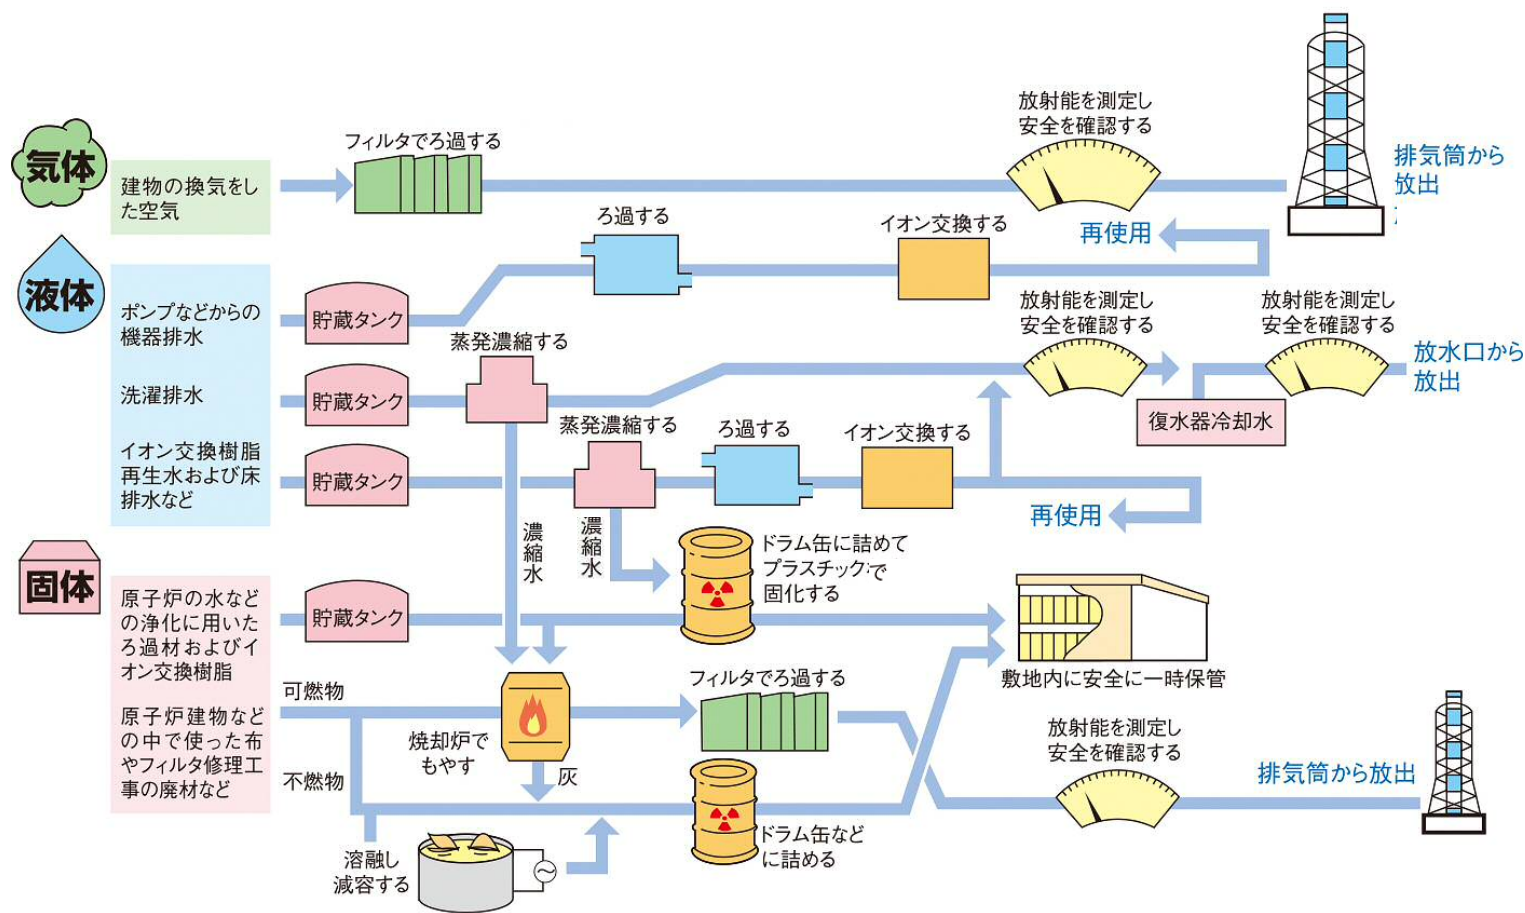 気体
建物の換気をし
た空気
フィルタでろ過する
放射能を測定し
安全を確認する
排気筒から
放出
液体
ポンプなどからの
機器排水
貯蔵タンク
ろ過する
イオン交換する
再使用
洗濯排水
貯蔵タンク
蒸発濃縮する
放射能を測定し
安全を確認する
復水器冷却水
放射能を測定し
安全を確認する
放水口から
放出
イオン交換樹脂
再生水および床
排水など
貯蔵タンク
蒸発濃縮する
ろ過する
イオン交換する
再使用
濃縮水
濃縮水
ドラム缶に詰めて
プラスチックで
固化する
固体
原子炉の水など
の浄化に用いた
ろ過材およびイ
オン交換樹脂
貯蔵タンク
敷地内に安全に一時保管
原子炉建物など
の中で使った布
やフィルタ修理工
事の廃材など
可燃物
不燃物
焼却炉で
もやす
灰
フィルタでろ過する
放射能を測定し
安全を確認する
排気筒から放出
溶融し
減容する
ドラム缶など
に詰める